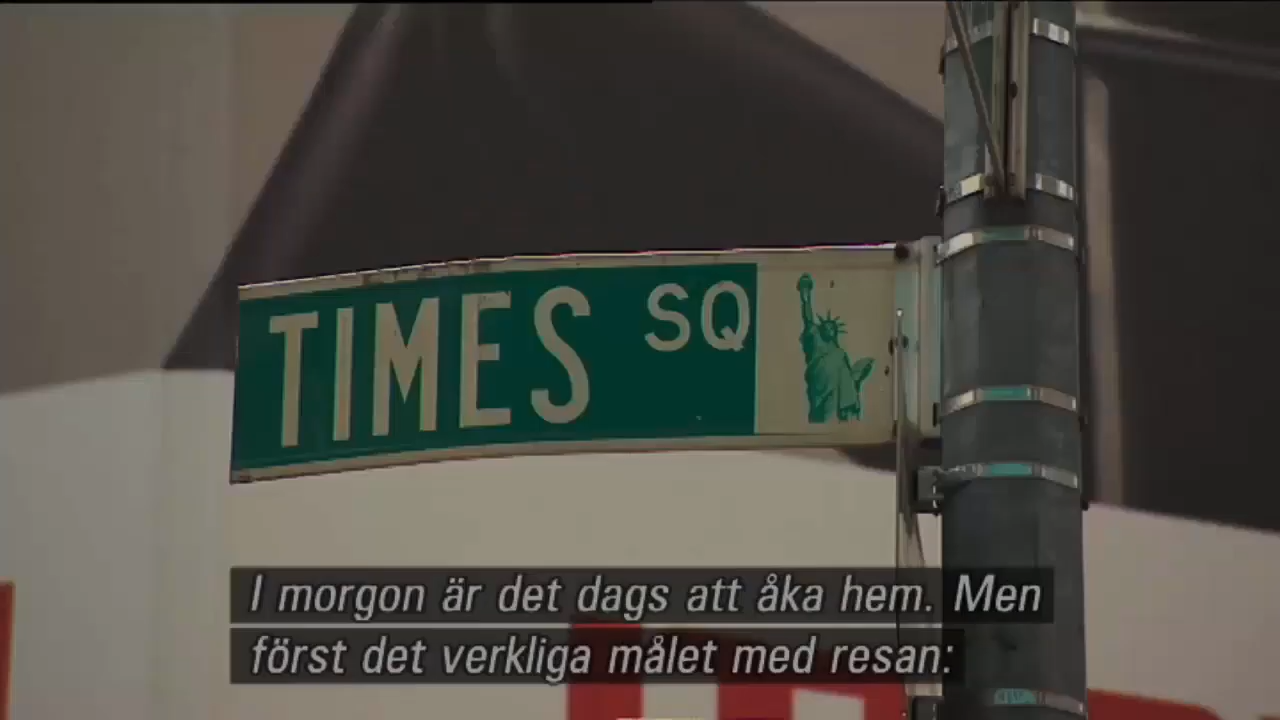 TIMES SQ
I morgon är det dags att åka hem. Men
först det verkliga målet med resan: